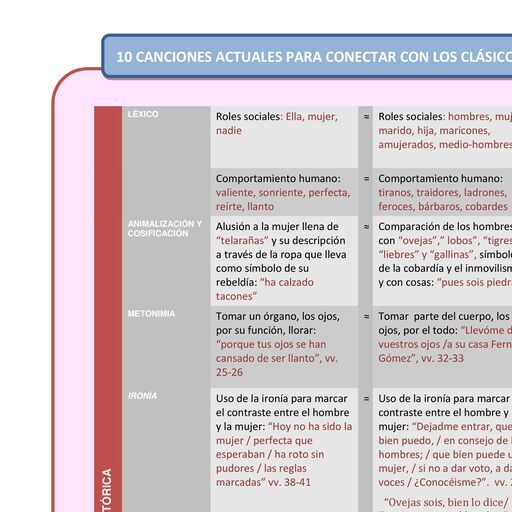 10 CANCIONES ACTUALES PARA CONECTAR CON LOS CLÁSICO
LÉXICO
Roles sociales: Ella, mujer,
nadie
≈
Roles sociales: hombres, muj
marido, hija, maricones,
amujerados, medio-hombres
Comportamiento humano:
valiente, sonriente, perfecta,
reírte, llanto
=
Comportamiento humano:
tiranos, traidores, ladrones,
feroces, bárbaros, cobardes
ANIMALIZACIÓN Y
COSIFICACIÓN
Alusión a la mujer llena de
“telarañas” y su descripción
a través de la ropa que lleva
como símbolo de su
rebeldía: “ha calzado
tacones”
≈
Comparación de los hombres
con “ovejas”,” lobos”, “tigres
“liebres” y “gallinas”, símbolo
de la cobardía y el inmovilism
y con cosas: “pues sois piedra
METONIMIA
Tomar un órgano, los ojos,
por su función, llorar:
“porque tus ojos se han
cansado de ser llanto”, vv.
25-26
≈
Tomar parte del cuerpo, los
ojos, por el todo: “Llevóme d
vuestros ojos /a su casa Fern
Gómez”, vv. 32-33
IRONÍA
Uso de la ironía para marcar
el contraste entre el hombre
y la mujer: “Hoy no ha sido la
mujer / perfecta que
esperaban / ha roto sin
pudores / las reglas
marcadas” vv. 38-41
=
Uso de la ironía para marcar
contraste entre el hombre y
mujer: “Dejadme entrar, que
bien puedo, / en consejo de l
hombres; / que bien puede u
mujer, / si no a dar voto, a da
voces / ¿Conocéisme?”. vv. 2
“Ovejas sois, bien lo dice/
TÓRICA